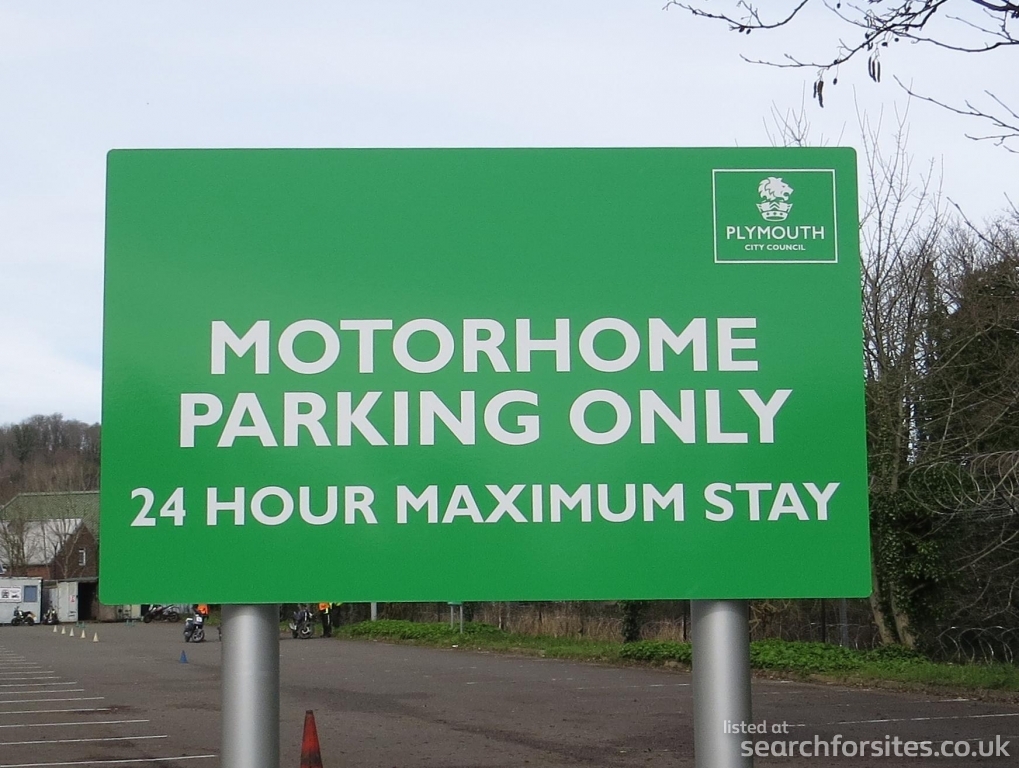 PLYMOUTH
CITY COUNCIL
MOTORHOME
PARKING ONLY
24 HOUR MAXIMUM STAY
listed at
searchforsites.co.uk